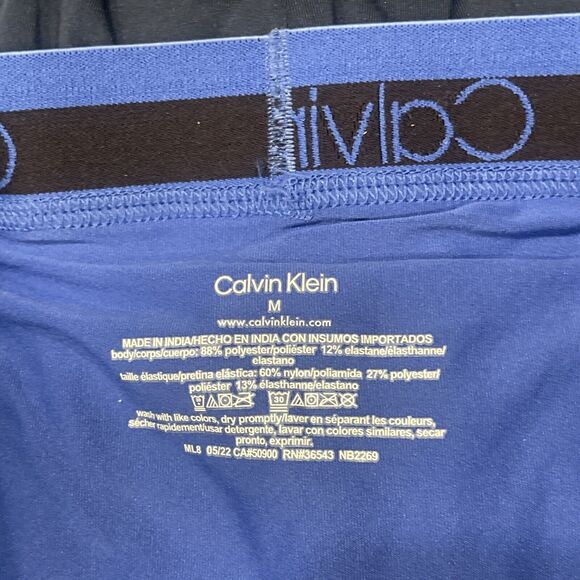 Calvin
Calvin Klein
M
www.calvinklein.com
MADE IN INDIA/HECHO EN INDIA CON INSUMOS IMPORTADOS
body/corps/cuerpo: 88% polyester/poliéster 12% elastane/élasthanne/
elastano
taille élastique/pretina elástica: 60% nylon/poliamida 27% polyester/
poliéster 13% élasthanne/elastano
30
wash with like colors, dry promptly/laver en séparant les couleurs,
sécher rapidement/usar detergente, lavar con colores similares, secar
pronto, exprimir.
ML8 05/22 CA#50900 RN#36543 NB2269